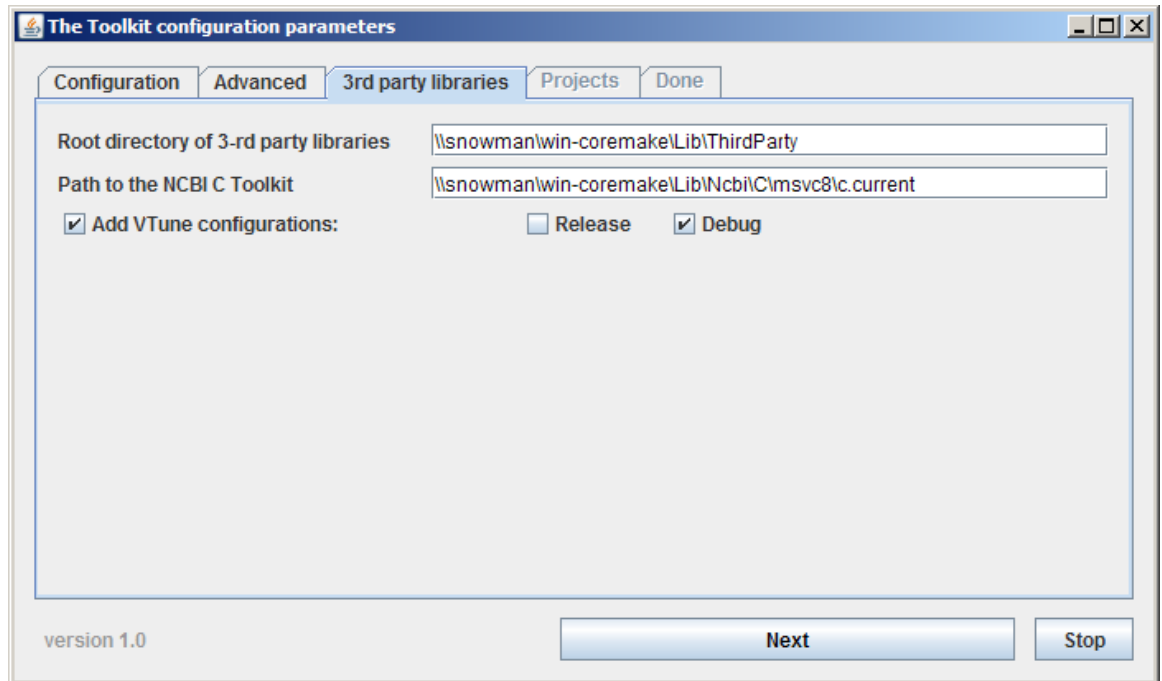 The Toolkit configuration parameters
Configuration Advanced 3rd party libraries Projects Done
Root directory of 3-rd party libraries \\snowman\win-coremake\Lib\ThirdParty
Path to the NCBI C Toolkit \\snowman\win-coremake\Lib\Ncbi\C\msvc8\c.current
Add VTune configurations: Release Debug
version 1.0 Next Stop